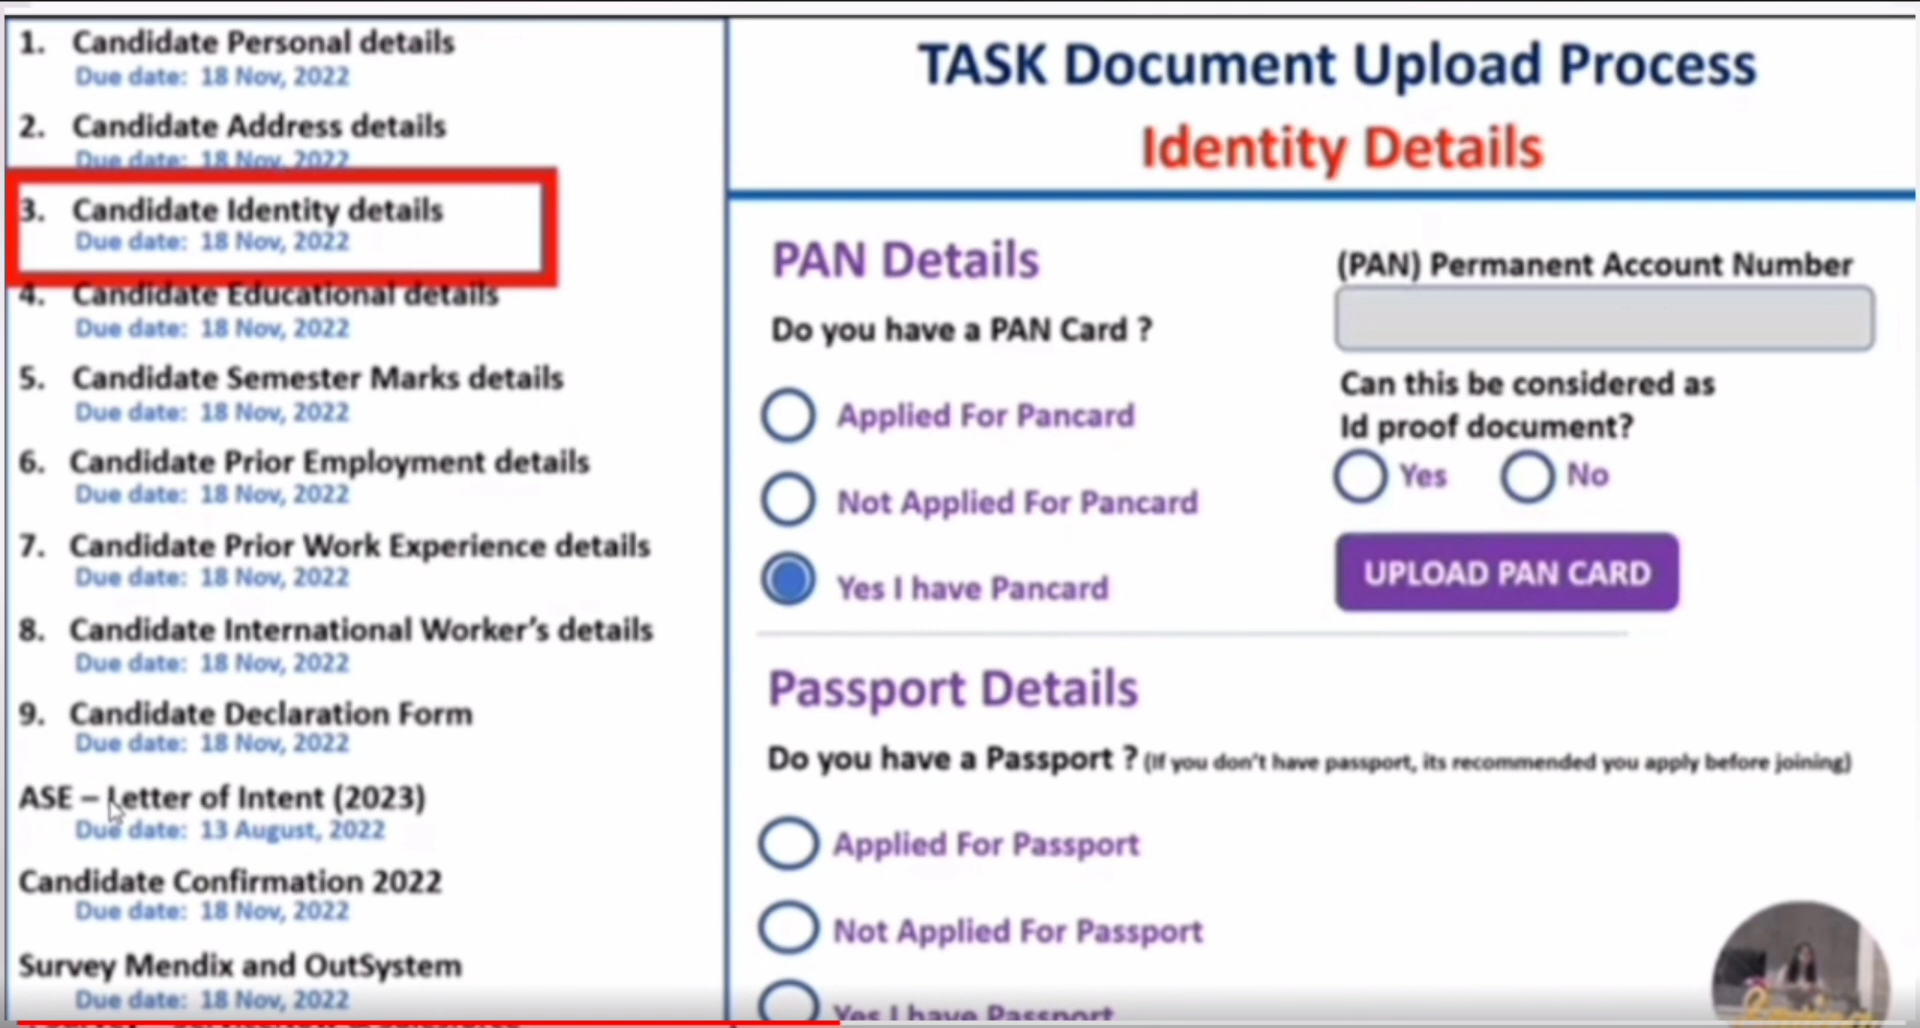 1. Candidate Personal details
Due date: 18 Nov, 2022
2. Candidate Address details
Due date: 18 Nov, 2022
3. Candidate Identity details
Due date: 18 Nov, 2022
4. Candidate Educational details
Due date: 18 Nov, 2022
5. Candidate Semester Marks details
Due date: 18 Nov, 2022
6. Candidate Prior Employment details
Due date: 18 Nov, 2022
7. Candidate Prior Work Experience details
Due date: 18 Nov, 2022
8. Candidate International Worker's details
Due date: 18 Nov, 2022
9. Candidate Declaration Form
Due date: 18 Nov, 2022
ASE – Letter of Intent (2023)
Due date: 13 August, 2022
Candidate Confirmation 2022
Due date: 18 Nov, 2022
Survey Mendix and OutSystem
Due date: 18 Nov, 2022
TASK Document Upload Process
Identity Details
PAN Details
Do you have a PAN Card ?
Applied For Pancard
Not Applied For Pancard
Yes I have Pancard
(PAN) Permanent Account Number
Can this be considered as
Id proof document?
Yes No
UPLOAD PAN CARD
Passport Details
Do you have a Passport ? (If you don't have passport, its recommended you apply before joining)
Applied For Passport
Not Applied For Passport
Yes I have Passport